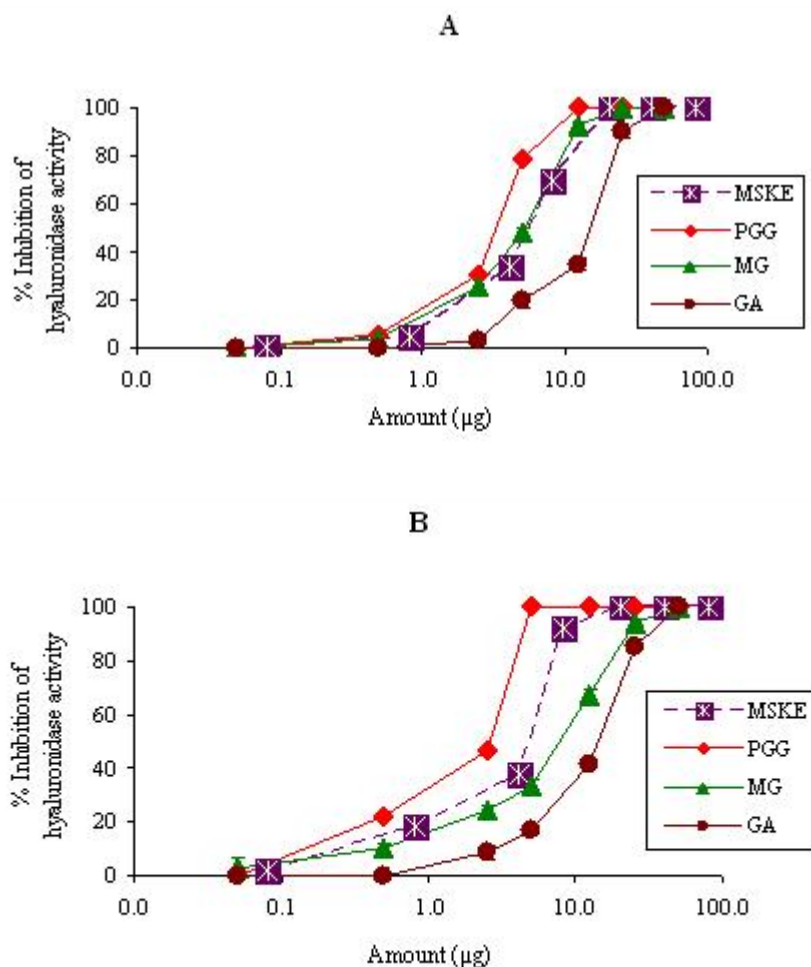 A
% Inhibition of
hyaluronidase activity
100
80
60
40
20
0
0.0 0.1 1.0 10.0 100.0
Amount (µg)
MSKE
PGG
MG
GA
B
% Inhibition of
hyaluronidase activity
100
80
60
40
20
0
0.0 0.1 1.0 10.0 100.0
Amount (µg)
MSKE
PGG
MG
GA